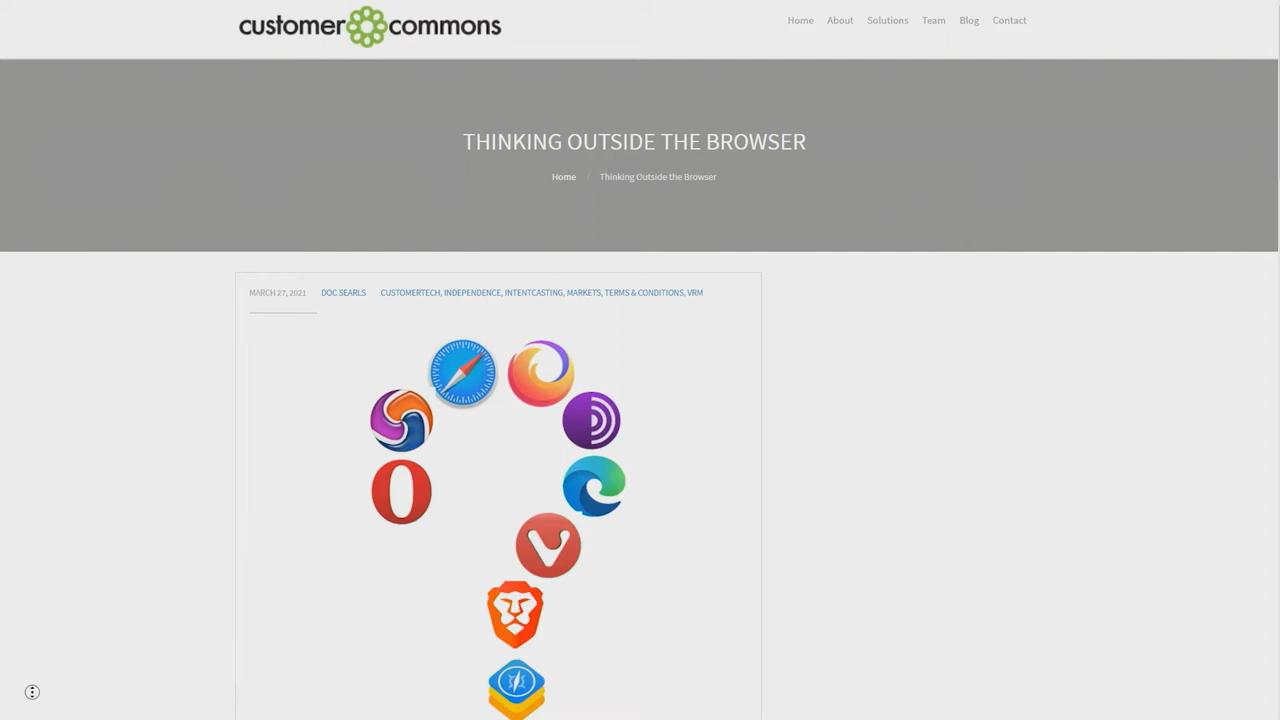 customer commons
Home About Solutions Team Blog Contact
THINKING OUTSIDE THE BROWSER
Home / Thinking Outside the Browser
MARCH 27, 2021 DOC SEARLS CUSTOMERTECH, INDEPENDENCE, INTENTCASTING, MARKETS, TERMS & CONDITIONS, VRM